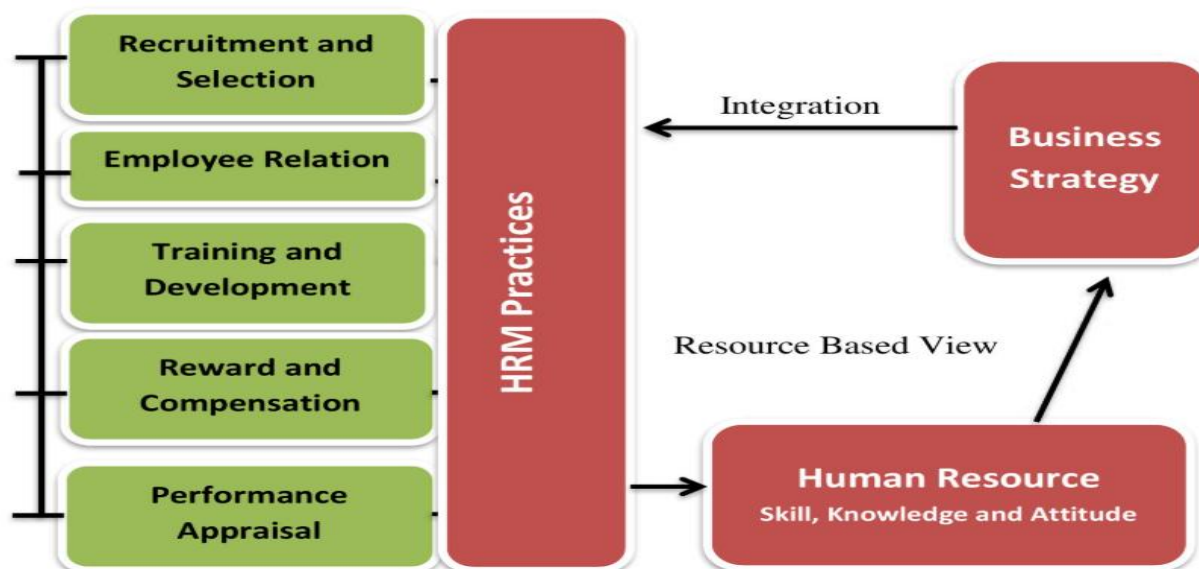 Recruitment and
Selection
Employee Relation
Training and
Development
Reward and
Compensation
Performance
Appraisal
HRM Practices
Integration
Business
Strategy
Resource Based View
Human Resource
Skill, Knowledge and Attitude